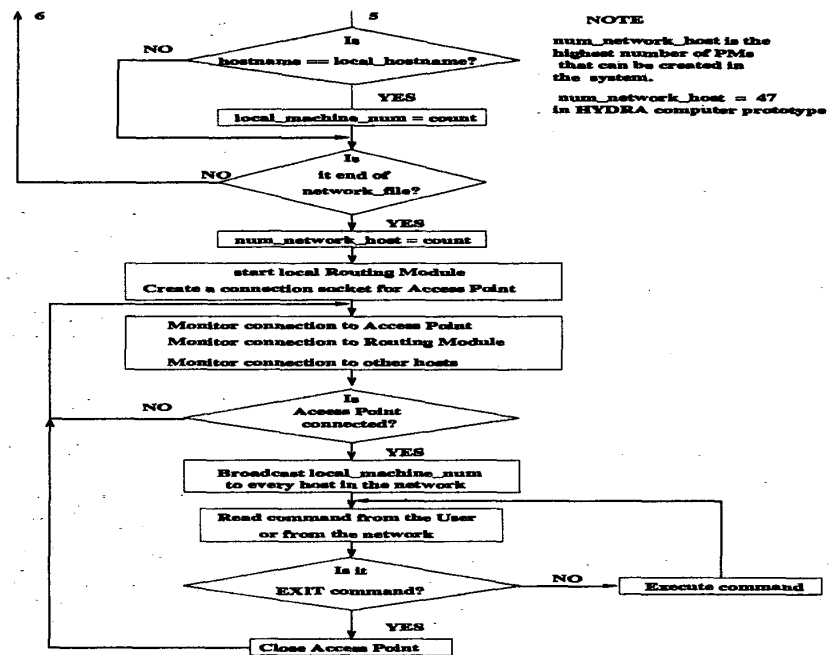 6
5
NOTE
num_network_host is the
highest number of PMs
that can be created in
the system.
num_network_host = 47
in HYDRA computer prototype
Is
hostname == local_hostname?
NO
YES
local_machine_num = count
Is
it end of
network_file?
NO
YES
num_network_host = count
start local Routing Module
Create a connection socket for Access Point
Monitor connection to Access Point
Monitor connection to Routing Module
Monitor connection to other hosts
Is
Access Point
connected?
NO
YES
Broadcast local_machine_num
to every host in the network
Read command from the User
or from the network
Is it
EXIT command?
NO
Execute command
YES
Close Access Point